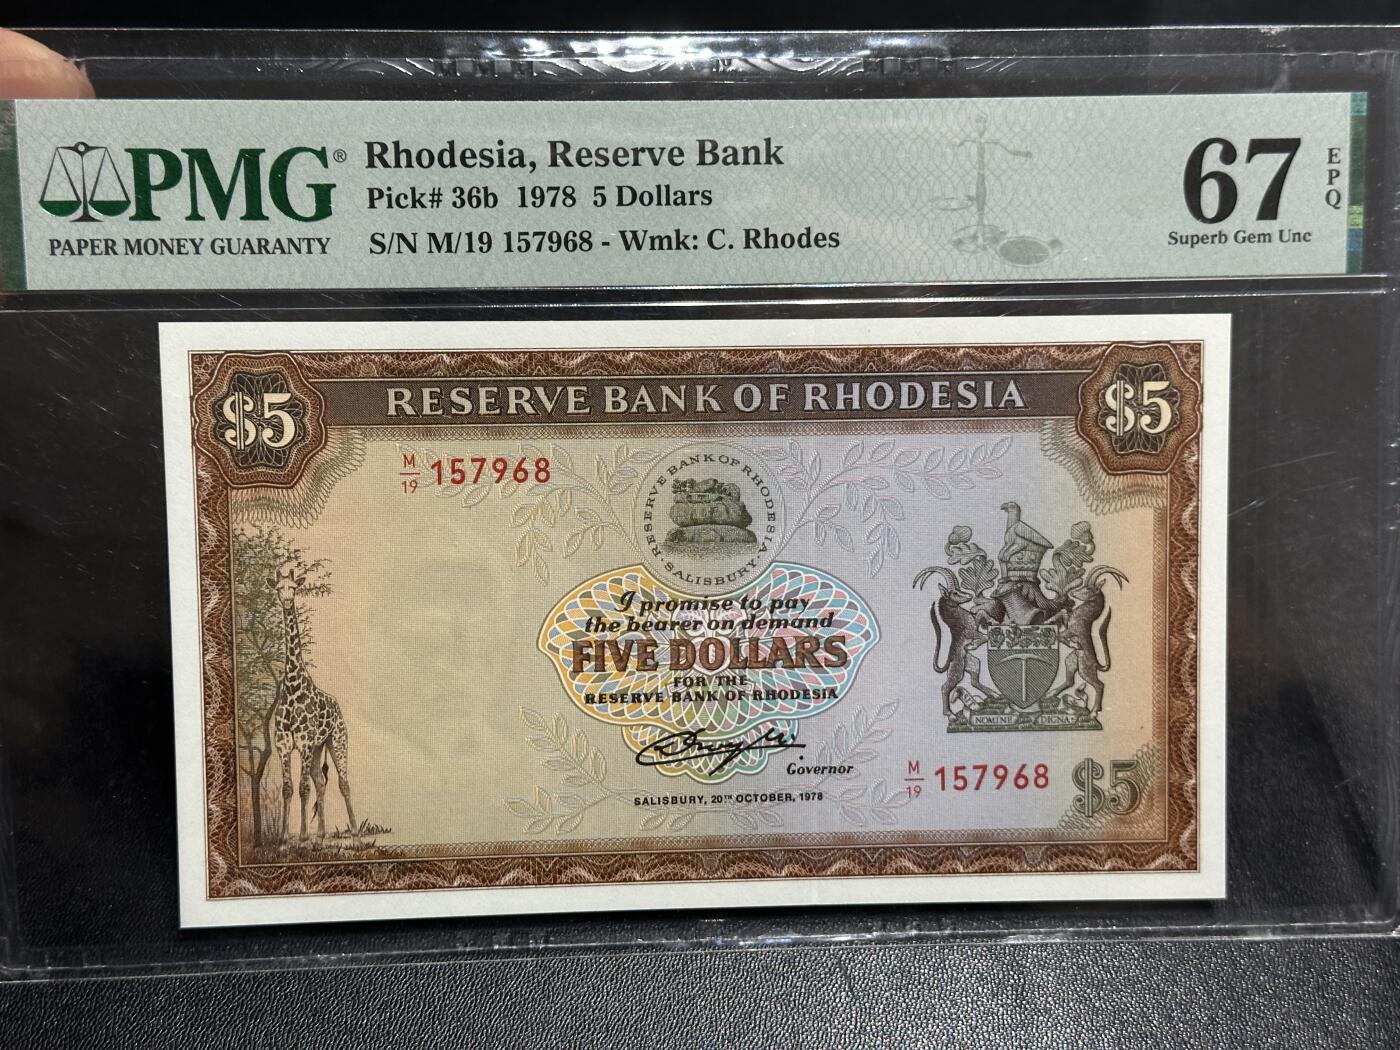 PMG®
PAPER MONEY GUARANTY
Rhodesia, Reserve Bank
Pick# 36b 1978 5 Dollars
S/N M/19 157968 - Wmk: C. Rhodes
67
EPQ
Superb Gem Unc
$5
RESERVE BANK OF RHODESIA
$5
M/19 157968
RESERVE BANK OF RHODESIA
· SALISBURY ·
I promise to pay
the bearer on demand
FIVE DOLLARS
FOR THE
RESERVE BANK OF RHODESIA
Governor
SALISBURY, 20TH OCTOBER, 1978
NOMINE DIGNA
M/19 157968
$5